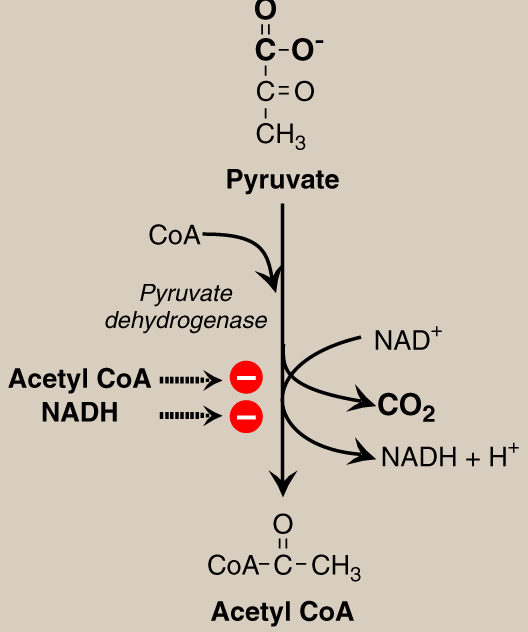 O
C-O⁻
C=O
CH₃
Pyruvate
CoA
Pyruvate
dehydrogenase
NAD⁺
Acetyl CoA
NADH
CO₂
NADH + H⁺
O
CoA-C-CH₃
Acetyl CoA